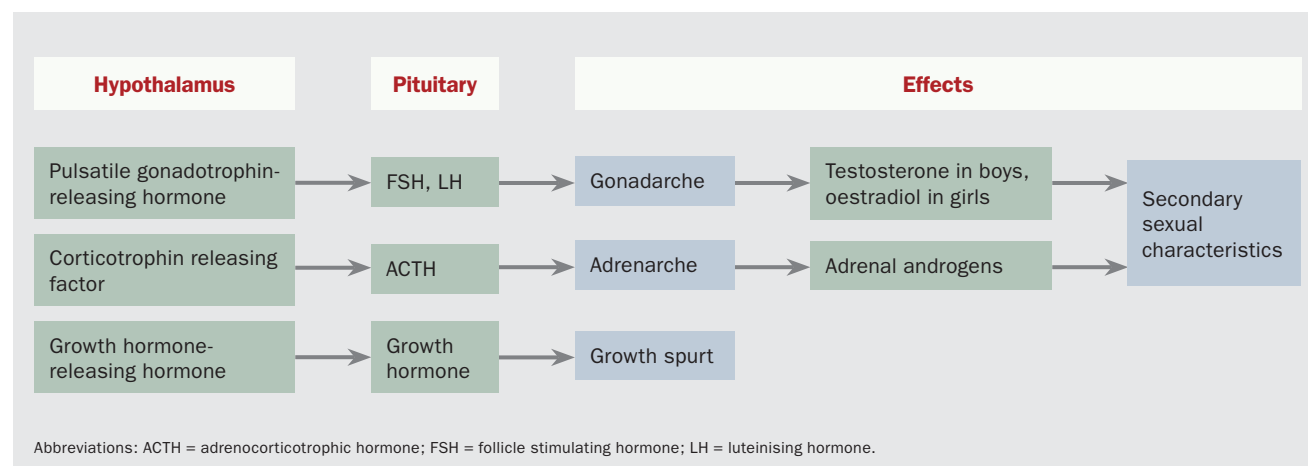 Hypothalamus
Pituitary
Effects
Pulsatile gonadotrophin-
releasing hormone
FSH, LH
Gonadarche
Testosterone in boys,
oestradiol in girls
Secondary
sexual
characteristics
Corticotrophin releasing
factor
ACTH
Adrenarche
Adrenal androgens
Growth hormone-
releasing hormone
Growth
hormone
Growth spurt
Abbreviations: ACTH = adrenocorticotrophic hormone; FSH = follicle stimulating hormone; LH = luteinising hormone.